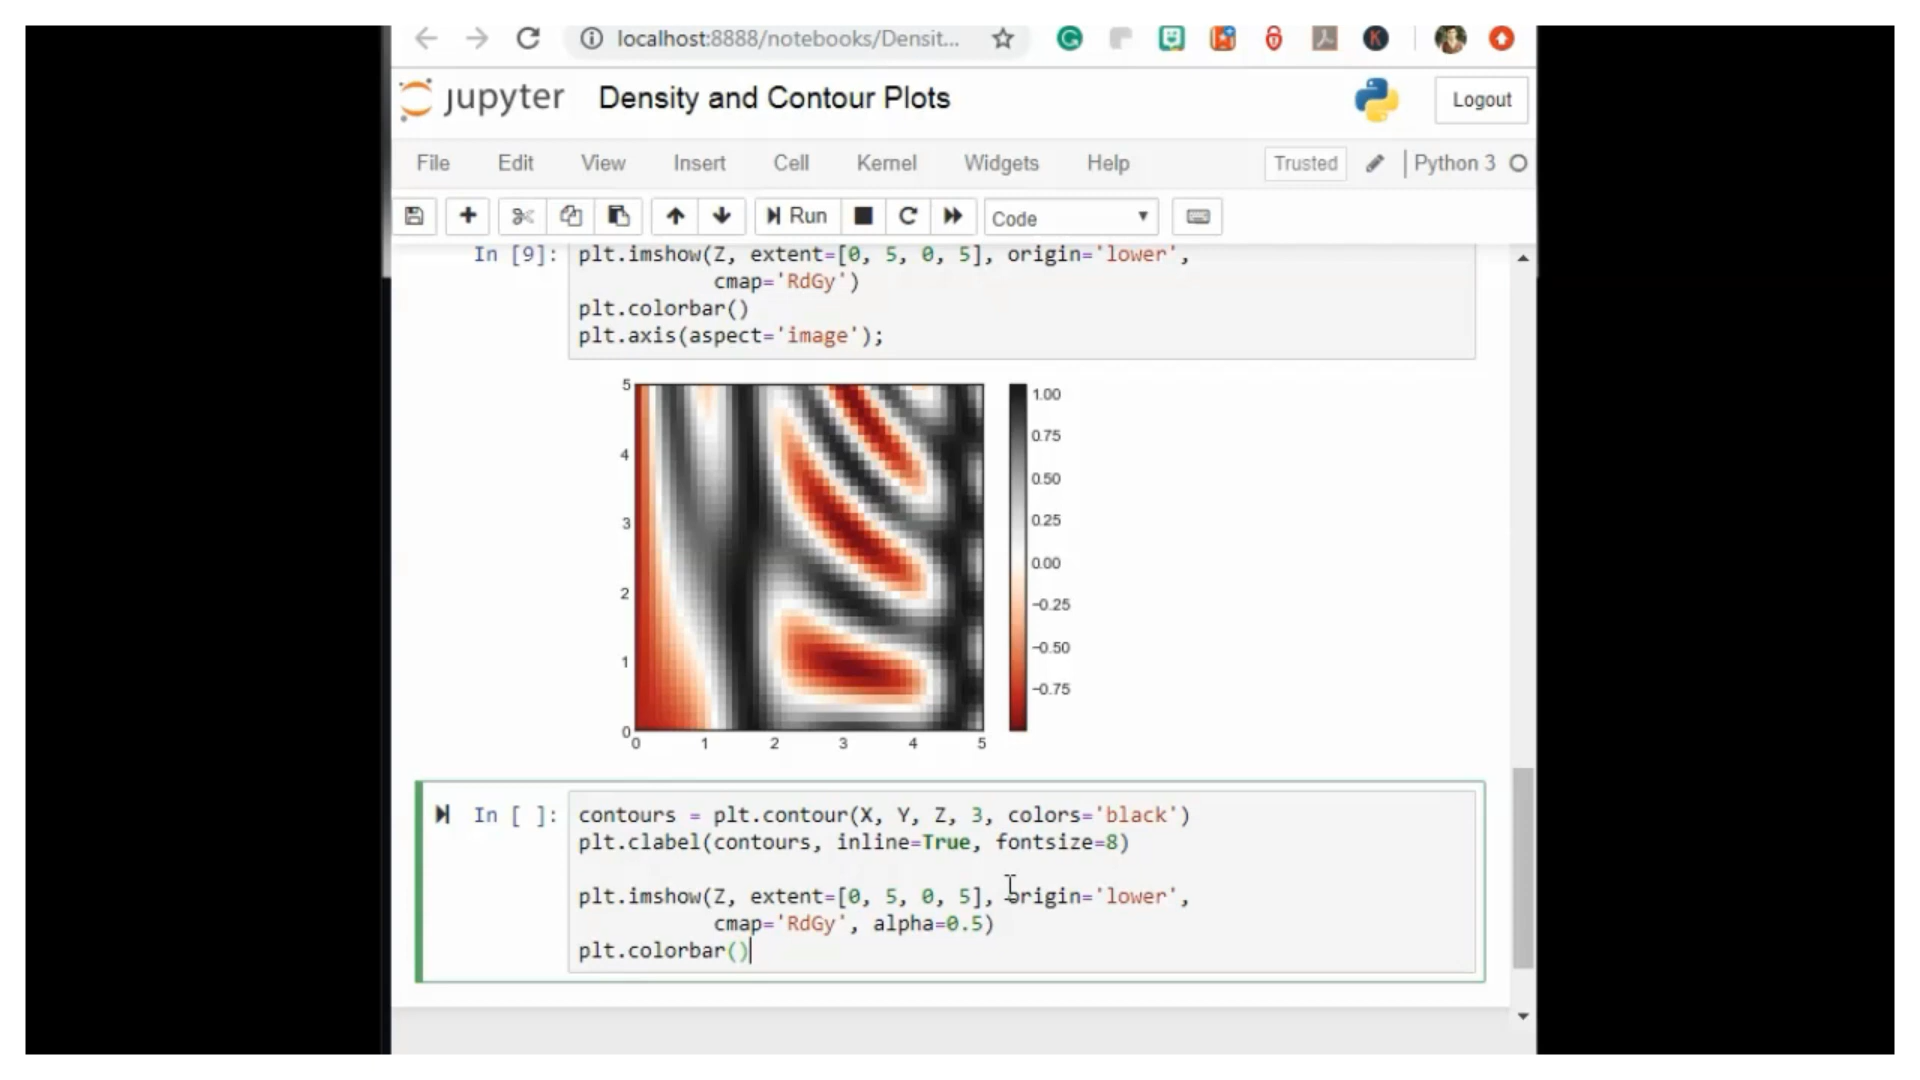 localhost:8888/notebooks/Densit...
jupyter Density and Contour Plots Logout
File Edit View Insert Cell Kernel Widgets Help Trusted Python 3
Run Code
In [9]: plt.imshow(Z, extent=[0, 5, 0, 5], origin='lower',
cmap='RdGy')
plt.colorbar()
plt.axis(aspect='image');
5
4
3
2
1
0
0 1 2 3 4 5
1.00
0.75
0.50
0.25
0.00
−0.25
−0.50
−0.75
In [ ]: contours = plt.contour(X, Y, Z, 3, colors='black')
plt.clabel(contours, inline=True, fontsize=8)
plt.imshow(Z, extent=[0, 5, 0, 5], origin='lower',
cmap='RdGy', alpha=0.5)
plt.colorbar()